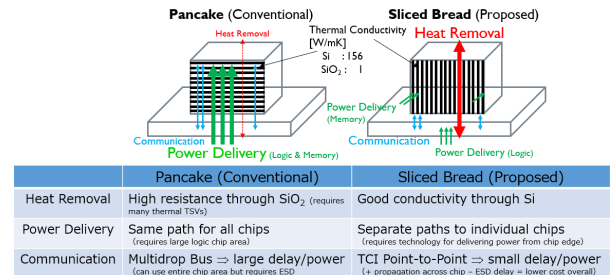 Pancake (Conventional)
Sliced Bread (Proposed)
Heat Removal
Thermal Conductivity
[W/mK]
Si : 156
SiO2 : 1
Heat Removal
Power Delivery
(Memory)
Communication
Communication
Power Delivery (Logic & Memory)
Power Delivery (Logic)
Pancake (Conventional) Sliced Bread (Proposed)
Heat Removal High resistance through SiO2 (requires Good conductivity through Si
many thermal TSVs)
Power Delivery Same path for all chips Separate paths to individual chips
(requires large logic chip area) (requires technology for delivering power from chip edge)
Communication Multidrop Bus ⇒ large delay/power TCI Point-to-Point ⇒ small delay/power
(can use entire chip area but requires ESD (+ propagation across chip – ESD delay = lower cost overall)